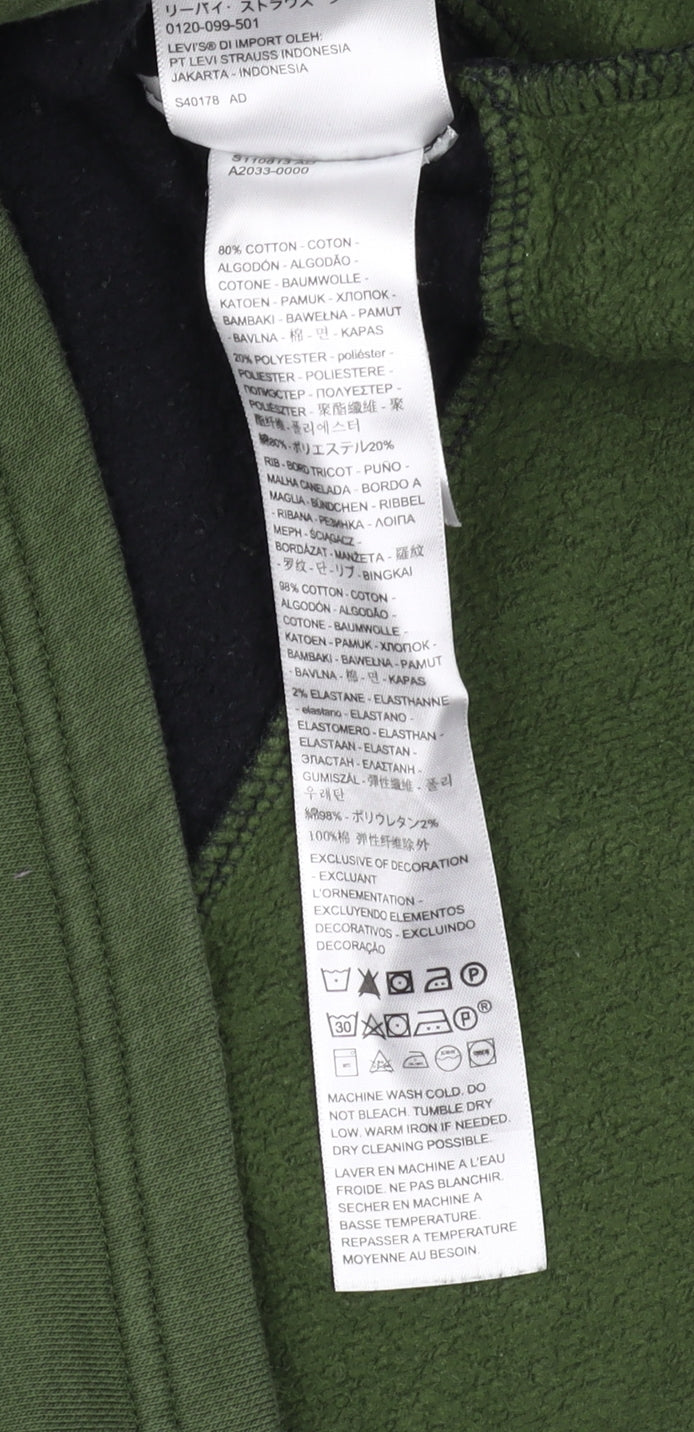 リーバイ・ストラウス
0120-099-501
LEVI'S® DI IMPORT OLEH:
PT LEVI STRAUSS INDONESIA
JAKARTA - INDONESIA
S40178 AD
A2033-0000
80% COTTON - COTON -
ALGODÓN - ALGODÃO -
COTONE - BAUMWOLLE -
KATOEN - PAMUK - ХЛОПОК -
BAMBAKI - BAWEŁNA - PAMUT
- BAVLNA - 棉 - 면 - KAPAS
20% POLYESTER - poliéster -
POLIESTER - POLIESTERE -
ПОЛИЭСТЕР - ΠΟΛΥΕΣΤΕΡ -
POLIÉSZTER - 聚酯纖維 - 聚
酯纤维 - 폴리에스터
綿80% - ポリエステル20%
RIB - BORD TRICOT - PUÑO -
MALHA CANELADA - BORDO A
MAGLIA - BÜNDCHEN - RIBBEL
- RIBANA - РЕЗИНКА - ΛΟΙΠΑ
ΜΕΡΗ - ŚCIĄGACZ -
BORDÁZAT - MANŽETA - 羅紋
- 罗纹 - 단 - リブ - BINGKAI
98% COTTON - COTON -
ALGODÓN - ALGODÃO -
COTONE - BAUMWOLLE -
KATOEN - PAMUK - ХЛОПОК -
BAMBAKI - BAWEŁNA - PAMUT
- BAVLNA - 棉 - 면 - KAPAS
2% ELASTANE - ELASTHANNE
- elastano - ELASTANO -
ELASTOMERO - ELASTHAN -
ELASTAAN - ELASTAN -
ЭЛАСТАН - ΕΛΑΣΤΑΝΗ -
GUMISZÁL - 弹性纖维 - 폴리
우레탄
綿98% - ポリウレタン2%
100%棉 弹性纤维除外
EXCLUSIVE OF DECORATION
- EXCLUANT
L'ORNEMENTATION -
EXCLUYENDO ELEMENTOS
DECORATIVOS - EXCLUINDO
DECORAÇÃO
P
30 P ®
MACHINE WASH COLD. DO
NOT BLEACH. TUMBLE DRY
LOW. WARM IRON IF NEEDED.
DRY CLEANING POSSIBLE.
LAVER EN MACHINE A L'EAU
FROIDE. NE PAS BLANCHIR.
SECHER EN MACHINE A
BASSE TEMPERATURE.
REPASSER A TEMPERATURE
MOYENNE AU BESOIN.